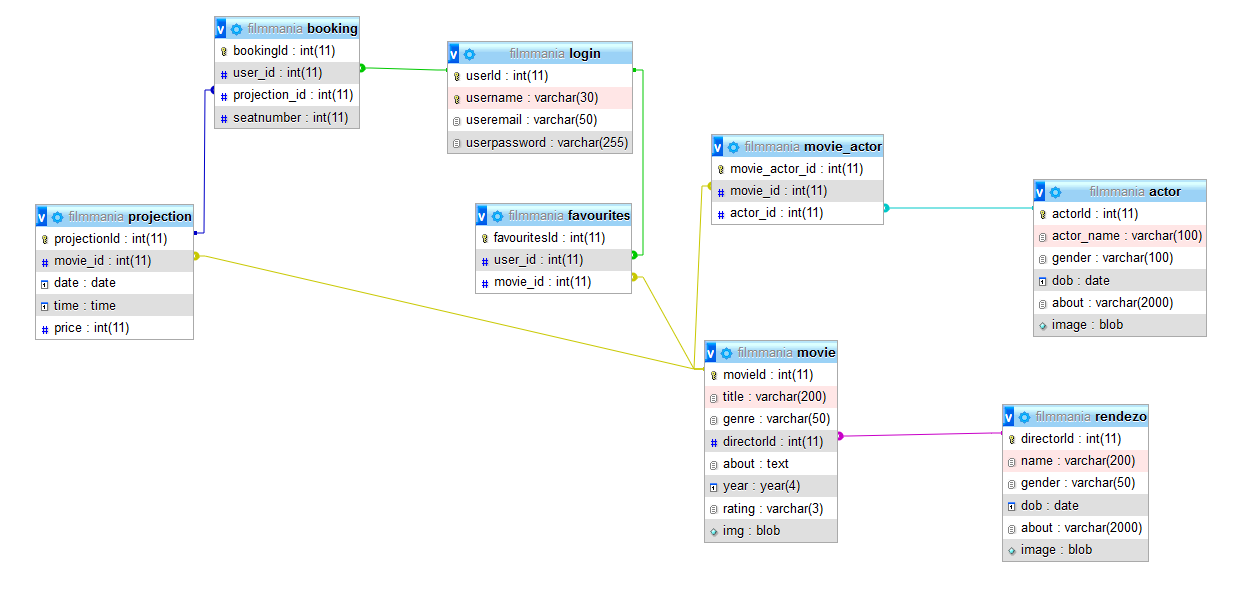 filmmania booking
bookingId : int(11)
user_id : int(11)
projection_id : int(11)
seatnumber : int(11)
filmmania login
userId : int(11)
username : varchar(30)
useremail : varchar(50)
userpassword : varchar(255)
filmmania movie_actor
movie_actor_id : int(11)
movie_id : int(11)
actor_id : int(11)
filmmania actor
actorId : int(11)
actor_name : varchar(100)
gender : varchar(100)
dob : date
about : varchar(2000)
image : blob
filmmania projection
projectionId : int(11)
movie_id : int(11)
date : date
time : time
price : int(11)
filmmania favourites
favouritesId : int(11)
user_id : int(11)
movie_id : int(11)
filmmania movie
movieId : int(11)
title : varchar(200)
genre : varchar(50)
directorId : int(11)
about : text
year : year(4)
rating : varchar(3)
img : blob
filmmania rendezo
directorId : int(11)
name : varchar(200)
gender : varchar(50)
dob : date
about : varchar(2000)
image : blob